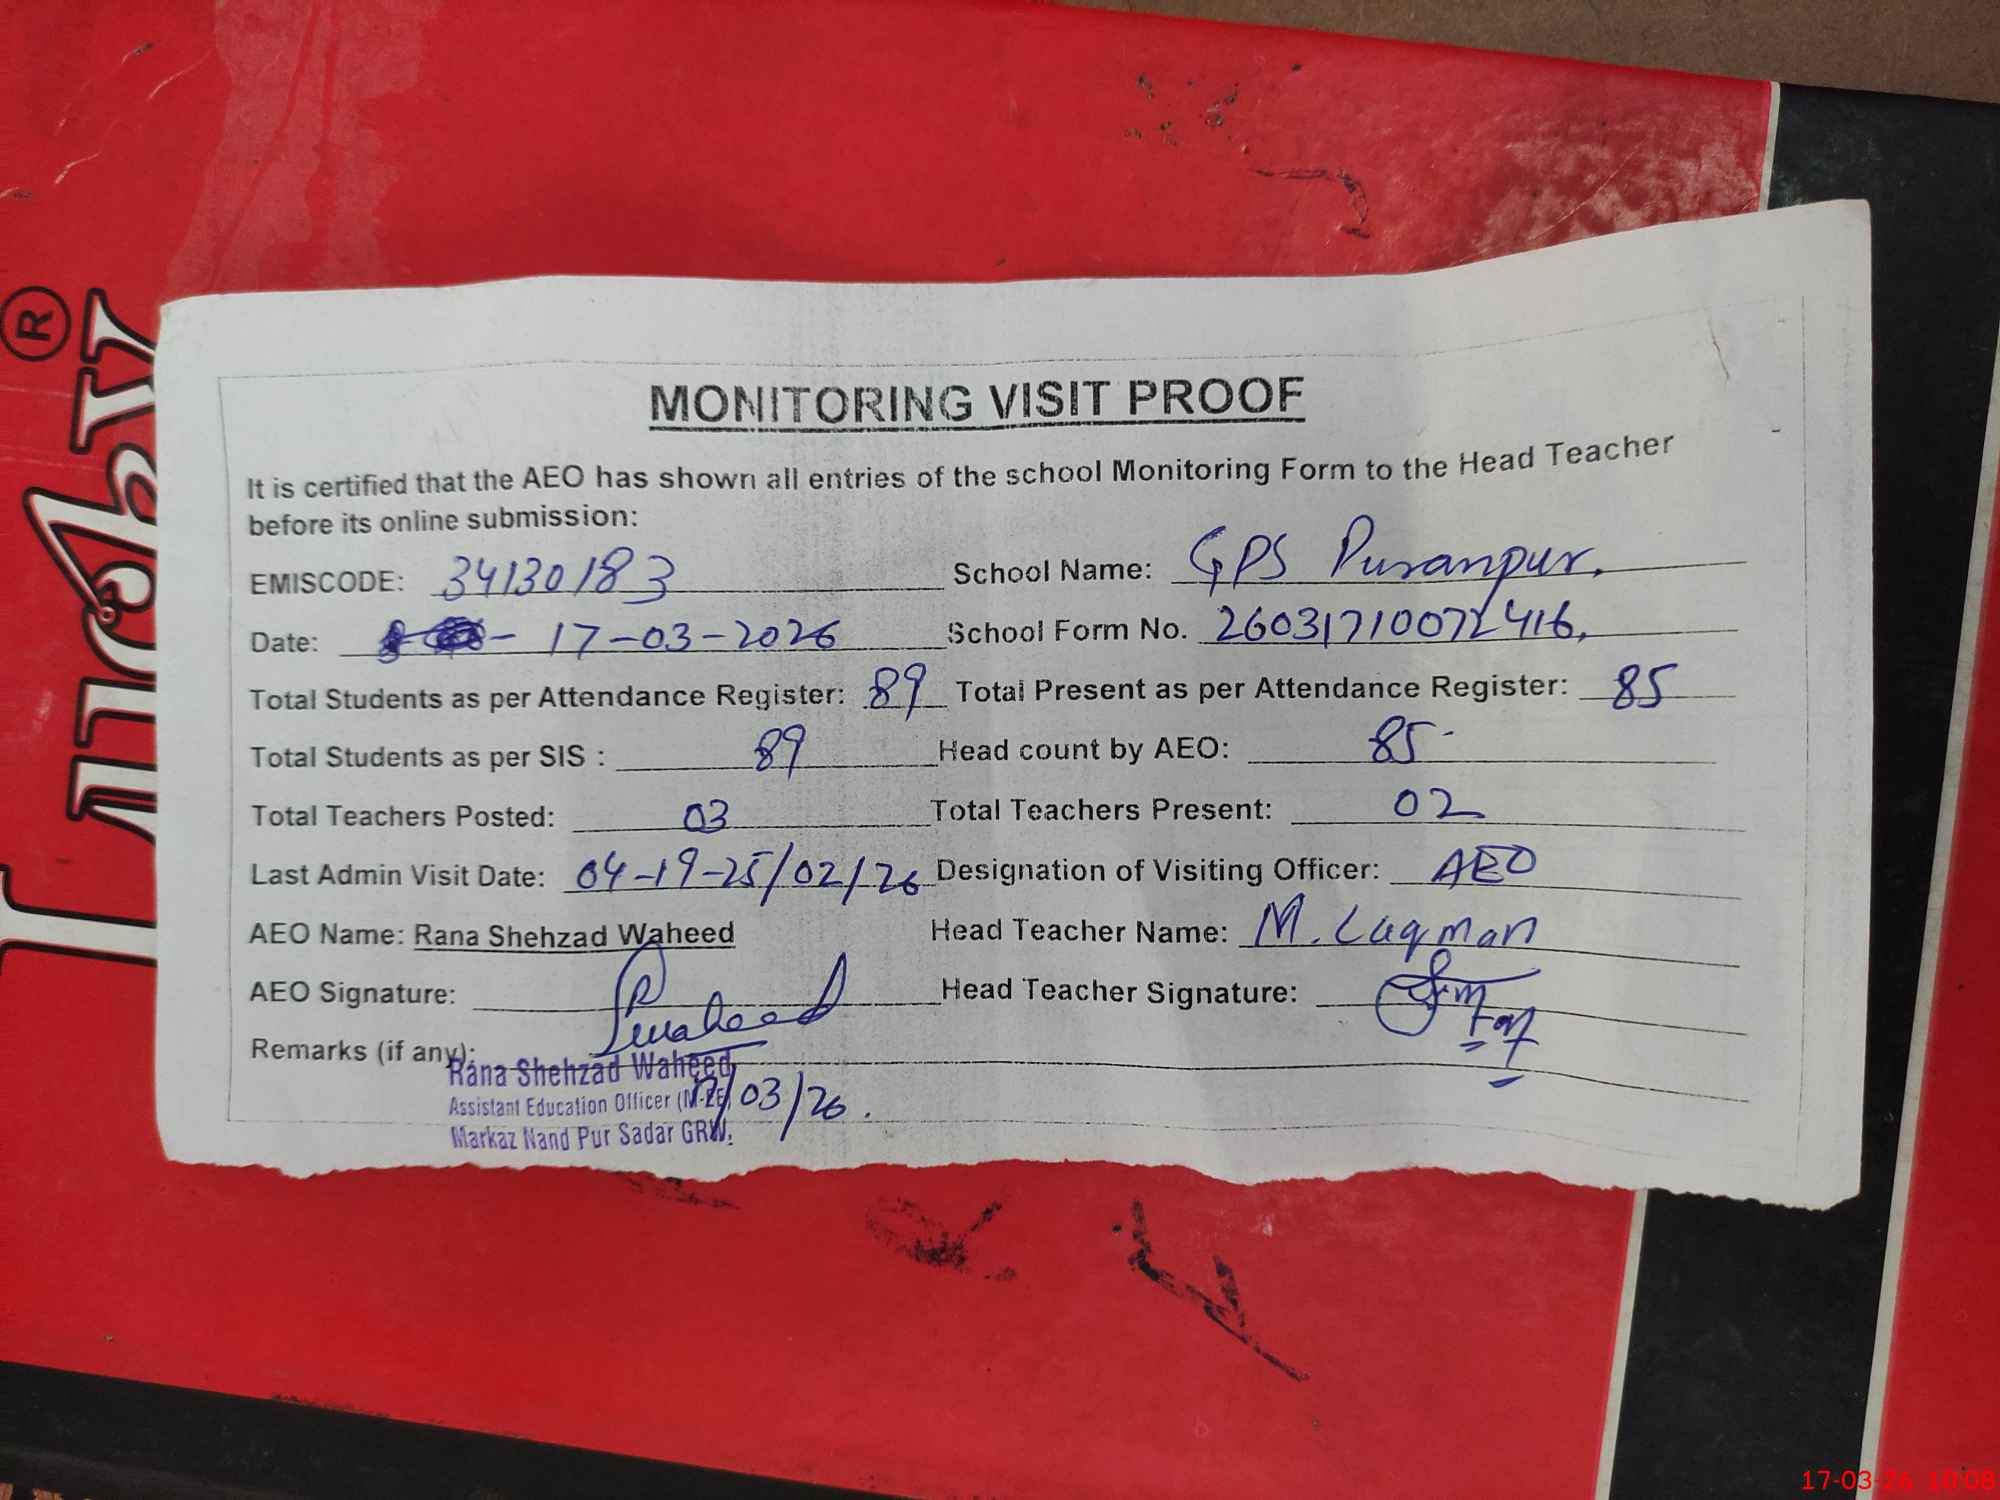 MONITORING VISIT PROOF
It is certified that the AEO has shown all entries of the school Monitoring Form to the Head Teacher
before its online submission:
EMISCODE: 34130183 School Name: GPS Puranpur.
Date: - 17-03-2026 School Form No. 26031710072416.
Total Students as per Attendance Register: 89 Total Present as per Attendance Register: 85
Total Students as per SIS : 89 Head count by AEO: 85
Total Teachers Posted: 03 Total Teachers Present: 02
Last Admin Visit Date: 04-19-25/02/26 Designation of Visiting Officer: AEO
AEO Name: Rana Shehzad Waheed Head Teacher Name: M. Luqman
AEO Signature: Head Teacher Signature:
Remarks (if any):
Rana Shehzad Waheed
Assistant Education Officer
/03/26.
Markaz Nand Pur Sadar GRW.
Lucky ®
17-03-26 10:08